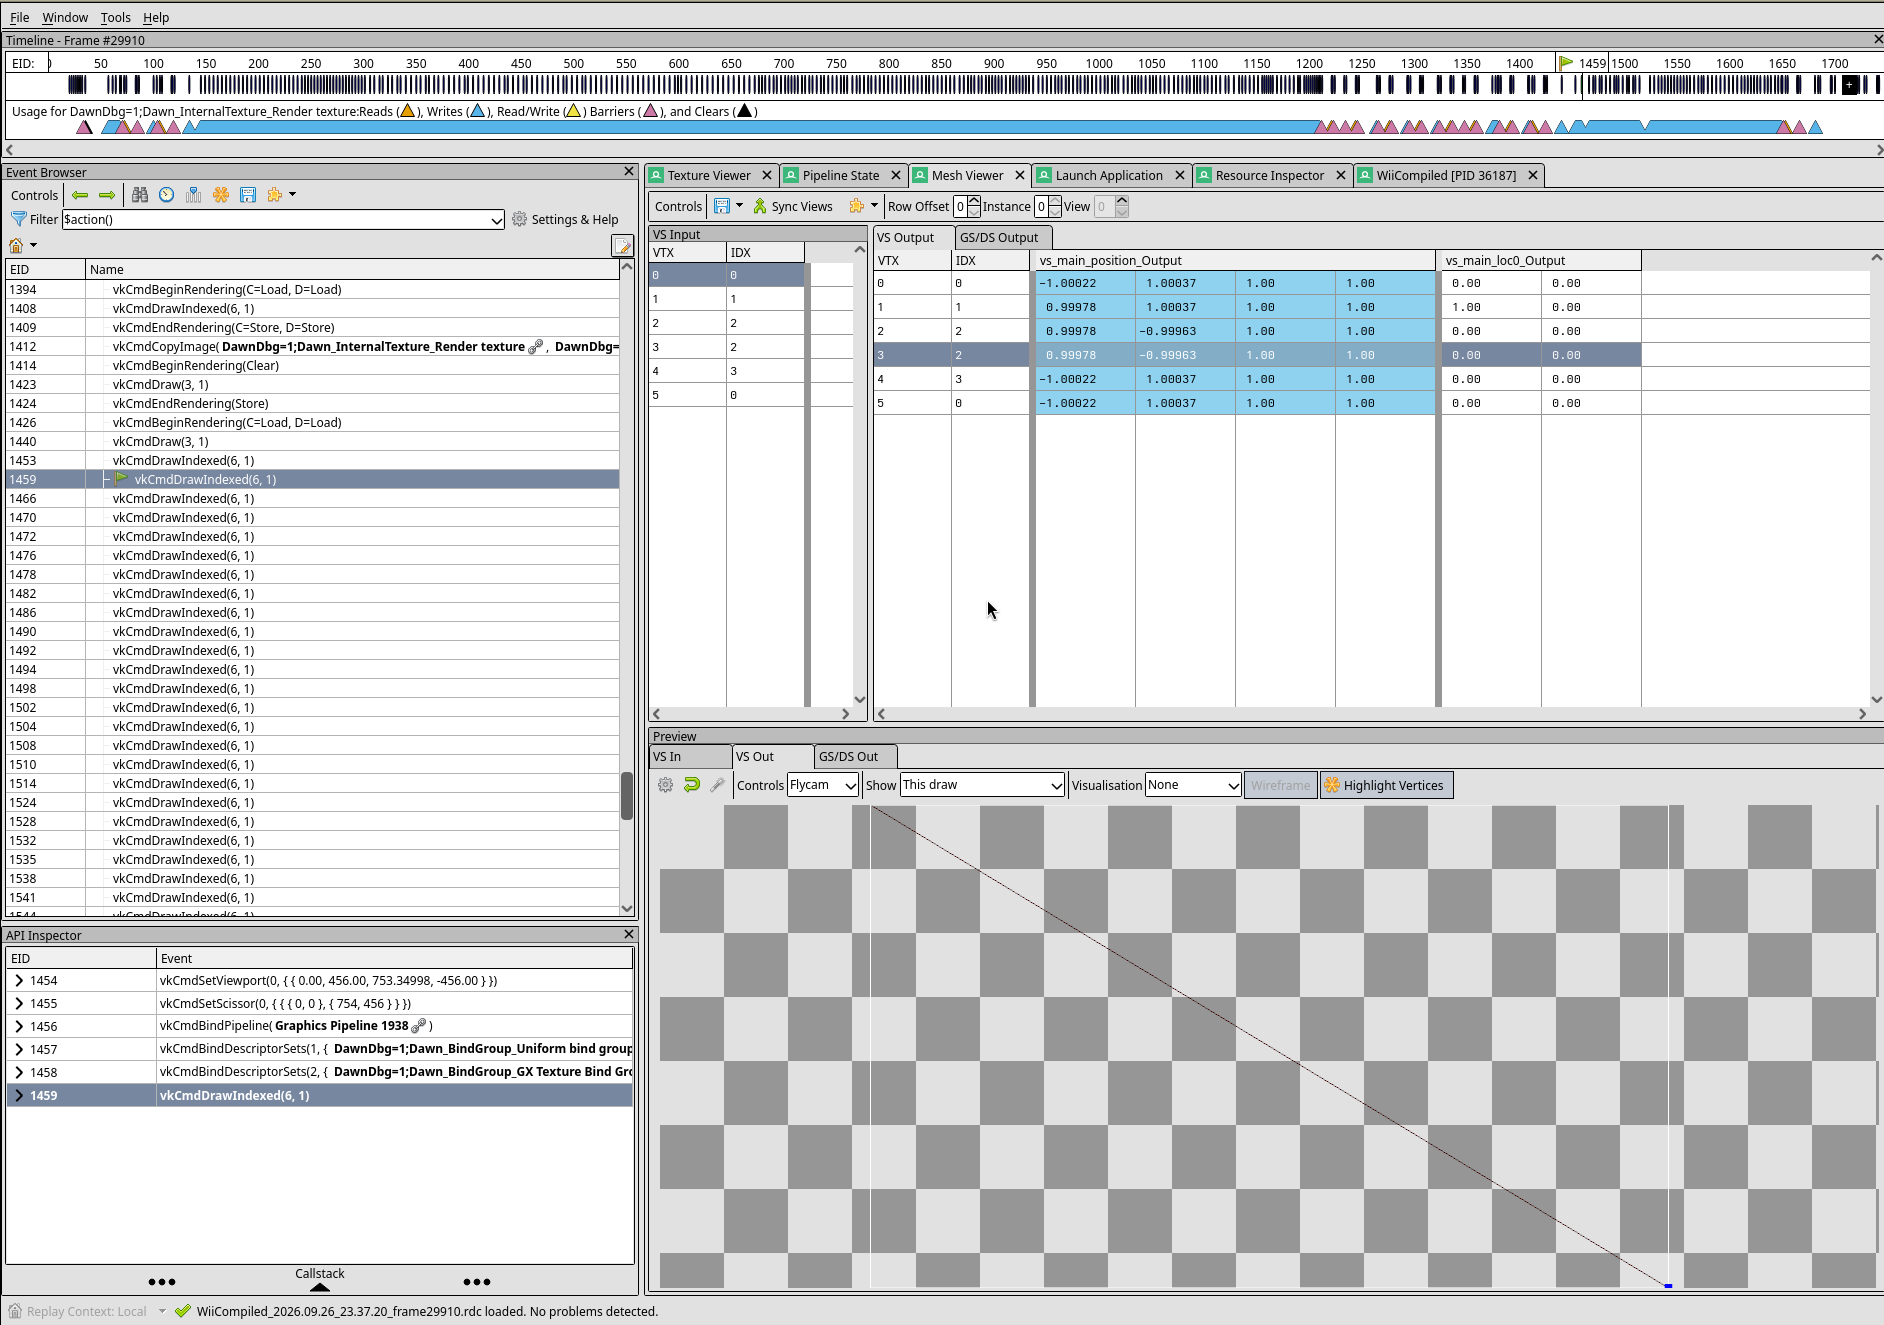 File Window Tools Help
Timeline - Frame #29910
EID: 0 50 100 150 200 250 300 350 400 450 500 550 600 650 700 750 800 850 900 950 1000 1050 1100 1150 1200 1250 1300 1350 1400 1459 1500 1550 1600 1650 1700
Usage for DawnDbg=1;Dawn_InternalTexture_Render texture:Reads ( ), Writes ( ), Read/Write ( ) Barriers ( ), and Clears ( )
Event Browser
Controls
Filter $action() Settings & Help
EID Name
1394 vkCmdBeginRendering(C=Load, D=Load)
1408 vkCmdDrawIndexed(6, 1)
1409 vkCmdEndRendering(C=Store, D=Store)
1412 vkCmdCopyImage( DawnDbg=1;Dawn_InternalTexture_Render texture , DawnDbg=
1414 vkCmdBeginRendering(Clear)
1423 vkCmdDraw(3, 1)
1424 vkCmdEndRendering(Store)
1426 vkCmdBeginRendering(C=Load, D=Load)
1440 vkCmdDraw(3, 1)
1453 vkCmdDrawIndexed(6, 1)
1459 vkCmdDrawIndexed(6, 1)
1466 vkCmdDrawIndexed(6, 1)
1470 vkCmdDrawIndexed(6, 1)
1472 vkCmdDrawIndexed(6, 1)
1476 vkCmdDrawIndexed(6, 1)
1478 vkCmdDrawIndexed(6, 1)
1482 vkCmdDrawIndexed(6, 1)
1486 vkCmdDrawIndexed(6, 1)
1490 vkCmdDrawIndexed(6, 1)
1492 vkCmdDrawIndexed(6, 1)
1494 vkCmdDrawIndexed(6, 1)
1498 vkCmdDrawIndexed(6, 1)
1502 vkCmdDrawIndexed(6, 1)
1504 vkCmdDrawIndexed(6, 1)
1508 vkCmdDrawIndexed(6, 1)
1510 vkCmdDrawIndexed(6, 1)
1514 vkCmdDrawIndexed(6, 1)
1524 vkCmdDrawIndexed(6, 1)
1528 vkCmdDrawIndexed(6, 1)
1532 vkCmdDrawIndexed(6, 1)
1535 vkCmdDrawIndexed(6, 1)
1538 vkCmdDrawIndexed(6, 1)
1541 vkCmdDrawIndexed(6, 1)
1544 vkCmdDrawIndexed(6, 1)
API Inspector
EID Event
1454 vkCmdSetViewport(0, { { 0.00, 456.00, 753.34998, -456.00 } })
1455 vkCmdSetScissor(0, { { { 0, 0 }, { 754, 456 } } })
1456 vkCmdBindPipeline( Graphics Pipeline 1938 )
1457 vkCmdBindDescriptorSets(1, { DawnDbg=1;Dawn_BindGroup_Uniform bind group
1458 vkCmdBindDescriptorSets(2, { DawnDbg=1;Dawn_BindGroup_GX Texture Bind Gro
1459 vkCmdDrawIndexed(6, 1)
Callstack
Texture Viewer Pipeline State Mesh Viewer Launch Application Resource Inspector WiiCompiled [PID 36187]
Controls Sync Views Row Offset 0 Instance 0 View 0
VS Input
VTX IDX
0 0
1 1
2 2
3 2
4 3
5 0
VS Output GS/DS Output
VTX IDX vs_main_position_Output vs_main_loc0_Output
0 0 -1.00022 1.00037 1.00 1.00 0.00 0.00
1 1 0.99978 1.00037 1.00 1.00 1.00 0.00
2 2 0.99978 -0.99963 1.00 1.00 0.00 0.00
3 2 0.99978 -0.99963 1.00 1.00 0.00 0.00
4 3 -1.00022 1.00037 1.00 1.00 0.00 0.00
5 0 -1.00022 1.00037 1.00 1.00 0.00 0.00
Preview
VS In VS Out GS/DS Out
Controls Flycam Show This draw Visualisation None Wireframe Highlight Vertices
Replay Context: Local WiiCompiled_2026.09.26_23.37.20_frame29910.rdc loaded. No problems detected.